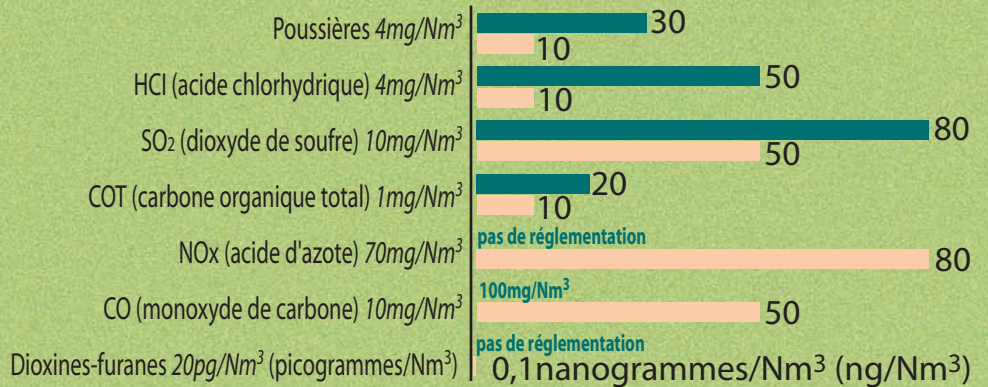 Poussières 4mg/Nm³ 30
10
HCl (acide chlorhydrique) 4mg/Nm³ 50
10
SO₂ (dioxyde de soufre) 10mg/Nm³ 80
50
COT (carbone organique total) 1mg/Nm³ 20
10
pas de réglementation
NOx (acide d'azote) 70mg/Nm³ 80
100mg/Nm³
CO (monoxyde de carbone) 10mg/Nm³ 50
pas de réglementation
Dioxines-furanes 20pg/Nm³ (picogrammes/Nm³) 0,1nanogrammes/Nm³ (ng/Nm³)